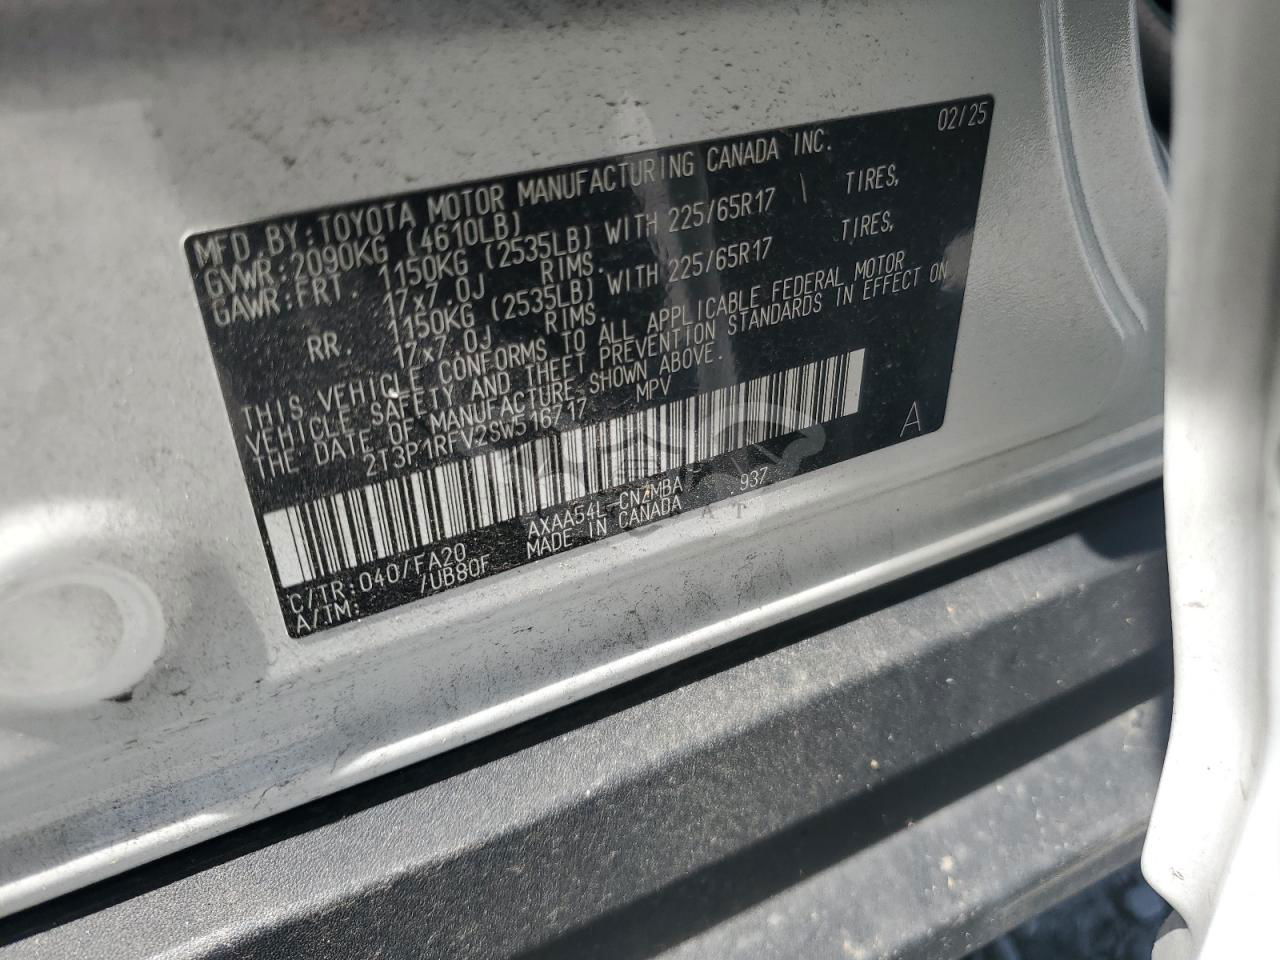 02/25
MFD. BY: TOYOTA MOTOR MANUFACTURING CANADA INC.
GVWR: 2090KG (4610LB)
GAWR: FRT. 1150KG (2535LB) WITH 225/65R17 TIRES,
17x7.0J RIMS.
RR. 1150KG (2535LB) WITH 225/65R17 TIRES,
17x7.0J RIMS.
THIS VEHICLE CONFORMS TO ALL APPLICABLE FEDERAL MOTOR
VEHICLE SAFETY AND THEFT PREVENTION STANDARDS IN EFFECT ON
THE DATE OF MANUFACTURE SHOWN ABOVE.
2T3P1RFV2SW516717 MPV
A
C/TR: 040/FA20 AXAA54L-CNZMBA 937
A/TM: /UB80F MADE IN CANADA